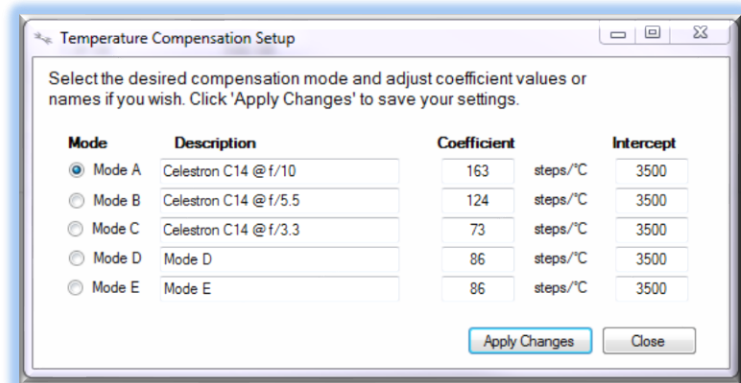 Temperature Compensation Setup
Select the desired compensation mode and adjust coefficient values or
names if you wish. Click 'Apply Changes' to save your settings.
Mode Description Coefficient Intercept
Mode A Celestron C14 @ f/10 163 steps/°C 3500
Mode B Celestron C14 @ f/5.5 124 steps/°C 3500
Mode C Celestron C14 @ f/3.3 73 steps/°C 3500
Mode D Mode D 86 steps/°C 3500
Mode E Mode E 86 steps/°C 3500
Apply Changes Close